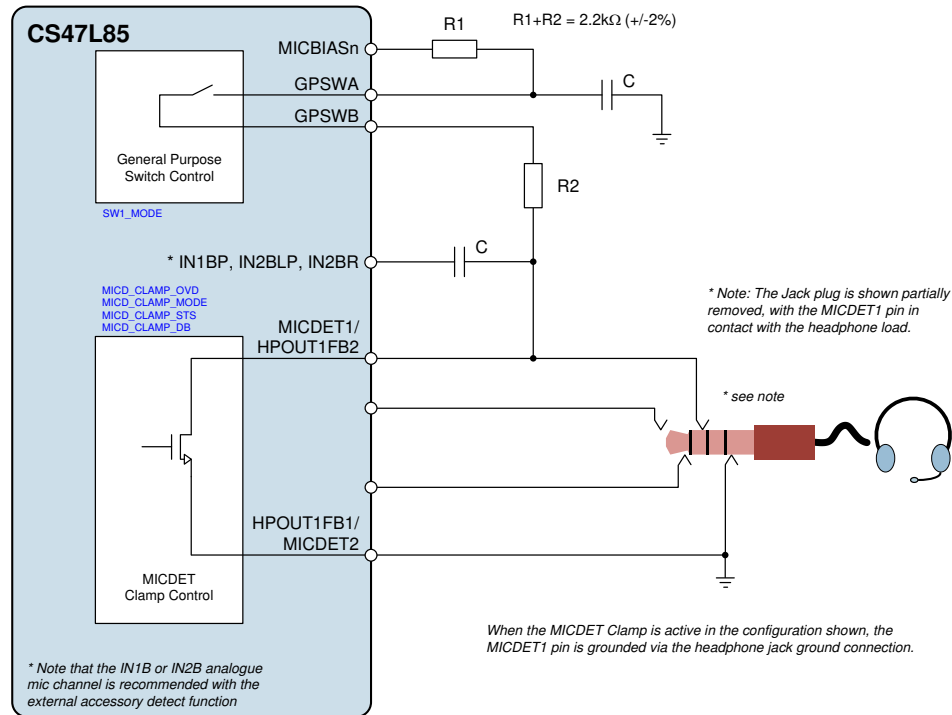 CS47L85
R1
R1+R2 = 2.2kΩ (+/-2%)
MICBIASn
GPSWA
C
GPSWB
General Purpose
Switch Control
R2
SW1_MODE
C
* IN1BP, IN2BLP, IN2BR
MICD_CLAMP_OVD
MICD_CLAMP_MODE
MICD_CLAMP_STS
MICD_CLAMP_DB
* Note: The Jack plug is shown partially
removed, with the MICDET1 pin in
contact with the headphone load.
MICDET1/
HPOUT1FB2
* see note
HPOUT1FB1/
MICDET2
MICDET
Clamp Control
When the MICDET Clamp is active in the configuration shown, the
MICDET1 pin is grounded via the headphone jack ground connection.
* Note that the IN1B or IN2B analogue
mic channel is recommended with the
external accessory detect function